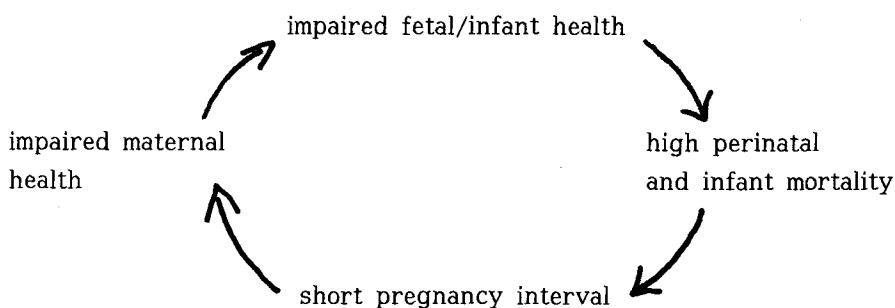 impaired fetal/infant health
impaired maternal
health
high perinatal
and infant mortality
short pregnancy interval